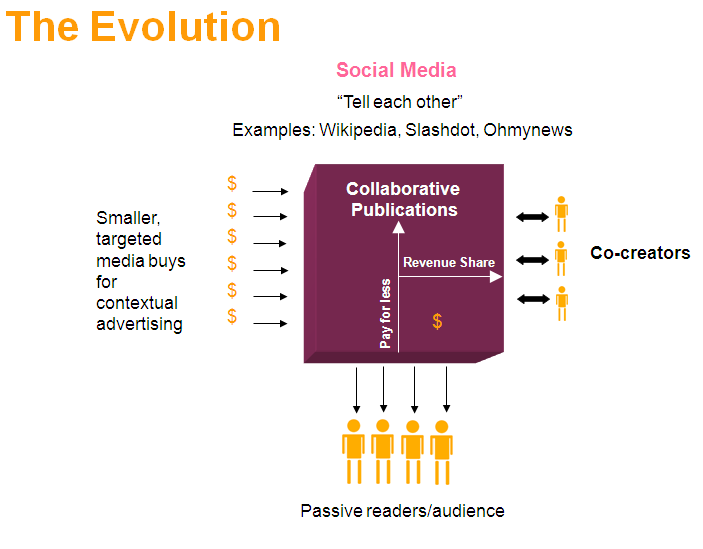 The Evolution
Social Media
“Tell each other”
Examples: Wikipedia, Slashdot, Ohmynews
Collaborative
Publications
Revenue Share
Pay for less
$
$
$
$
$
$
$
Smaller,
targeted
media buys
for
contextual
advertising
Co-creators
Passive readers/audience